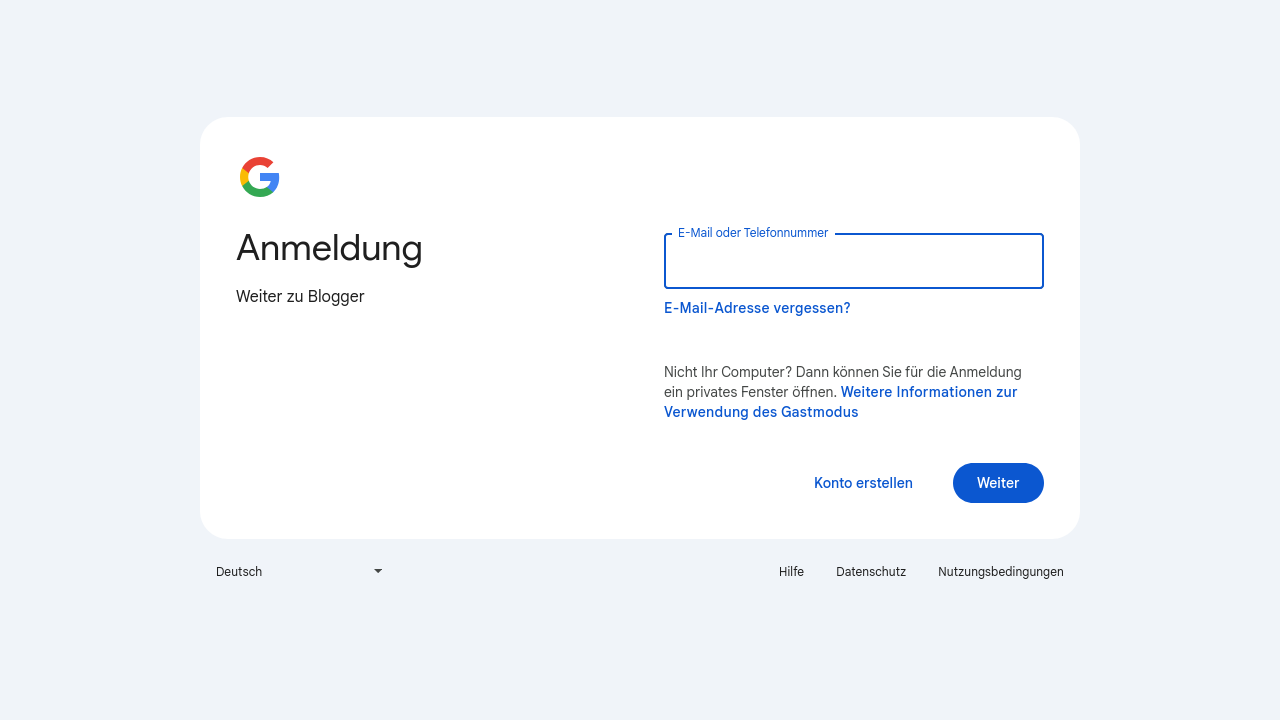 Anmeldung
Weiter zu Blogger
E-Mail oder Telefonnummer
E-Mail-Adresse vergessen?
Nicht Ihr Computer? Dann können Sie für die Anmeldung
ein privates Fenster öffnen. Weitere Informationen zur
Verwendung des Gastmodus
Konto erstellen
Weiter
Deutsch
Hilfe
Datenschutz
Nutzungsbedingungen